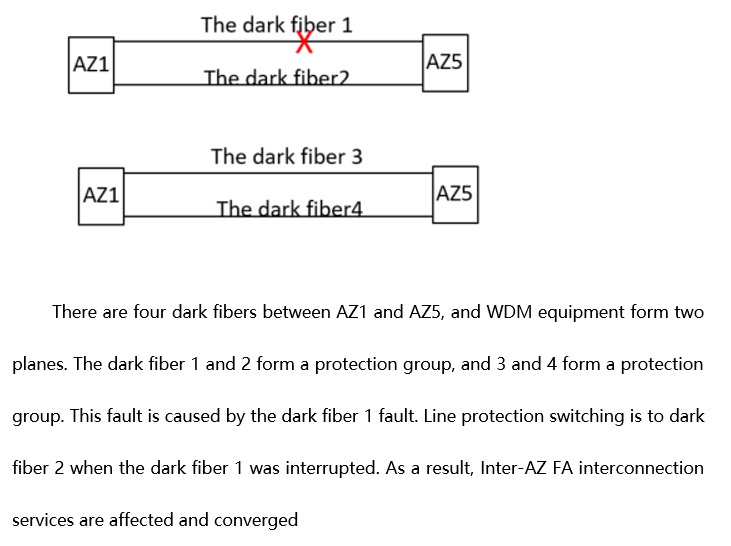 The dark fiber 1
AZ1
AZ5
The dark fiber2
The dark fiber 3
AZ1
AZ5
The dark fiber4
There are four dark fibers between AZ1 and AZ5, and WDM equipment form two
planes. The dark fiber 1 and 2 form a protection group, and 3 and 4 form a protection
group. This fault is caused by the dark fiber 1 fault. Line protection switching is to dark
fiber 2 when the dark fiber 1 was interrupted. As a result, Inter-AZ FA interconnection
services are affected and converged